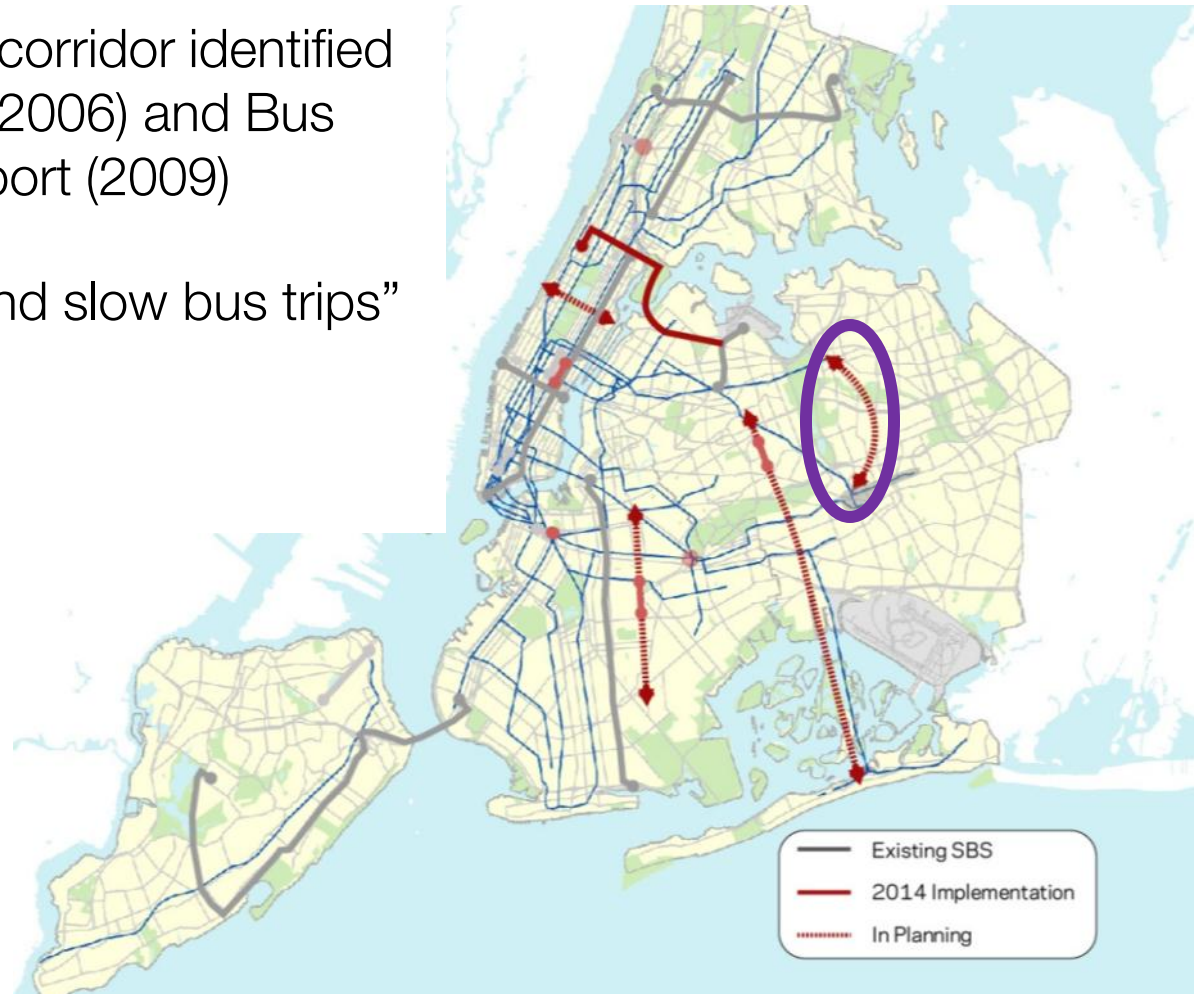 corridor identified
2006) and Bus
port (2009)
nd slow bus trips”
Existing SBS
2014 Implementation
In Planning